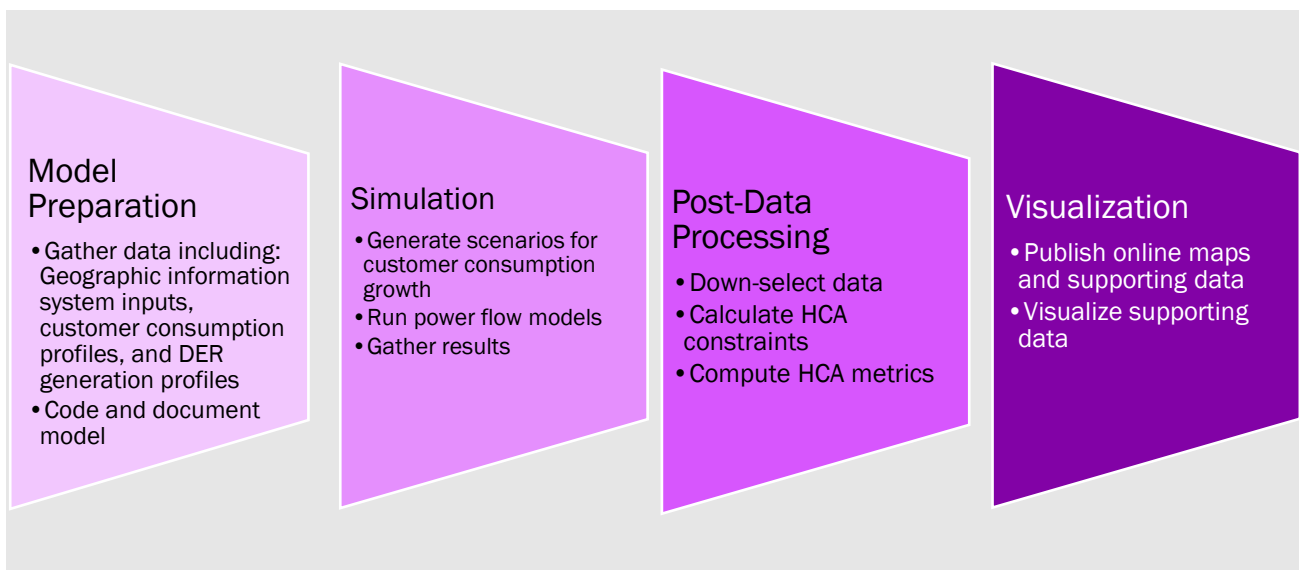 Model
Preparation
•Gather data including:
Geographic information
system inputs,
customer consumption
profiles, and DER
generation profiles
•Code and document
model
Simulation
•Generate scenarios for
customer consumption
growth
•Run power flow models
•Gather results
Post-Data
Processing
•Down-select data
•Calculate HCA
constraints
•Compute HCA metrics
Visualization
•Publish online maps
and supporting data
•Visualize supporting
data